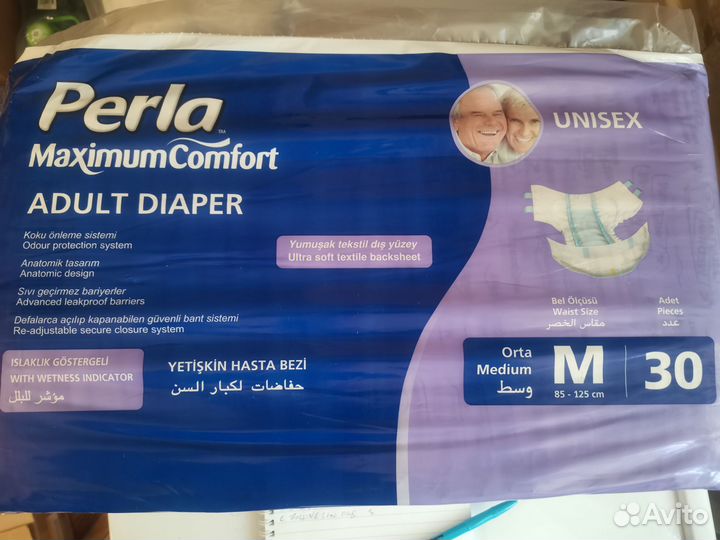 Perla
TM
MaximumComfort
ADULT DIAPER
Koku önleme sistemi
Odour protection system
Anatomik tasarım
Anatomic design
Sıvı geçirmez bariyerler
Advanced leakproof barriers
Defalarca açılıp kapanabilen güvenli bant sistemi
Re-adjustable secure closure system
ISLAKLIK GÖSTERGELİ
WITH WETNESS INDICATOR
مؤشر للبلل
YETİŞKİN HASTA BEZİ
حفاضات لكبار السن
Yumuşak tekstil dış yüzey
Ultra soft textile backsheet
UNISEX
Bel Ölçüsü
Waist Size
مقاس الخصر
Adet
Pieces
عدد
Orta
Medium
وسط
M
85 - 125 cm
30
Avito